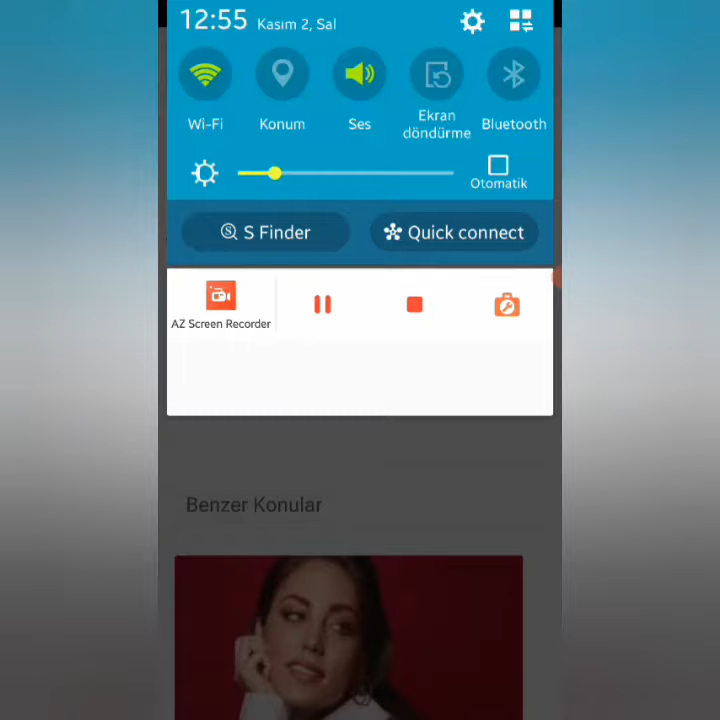 12:55 Kasım 2, Sal
Wi-Fi Konum Ses Ekran döndürme Bluetooth
Otomatik
S Finder Quick connect
AZ Screen Recorder
Benzer Konular